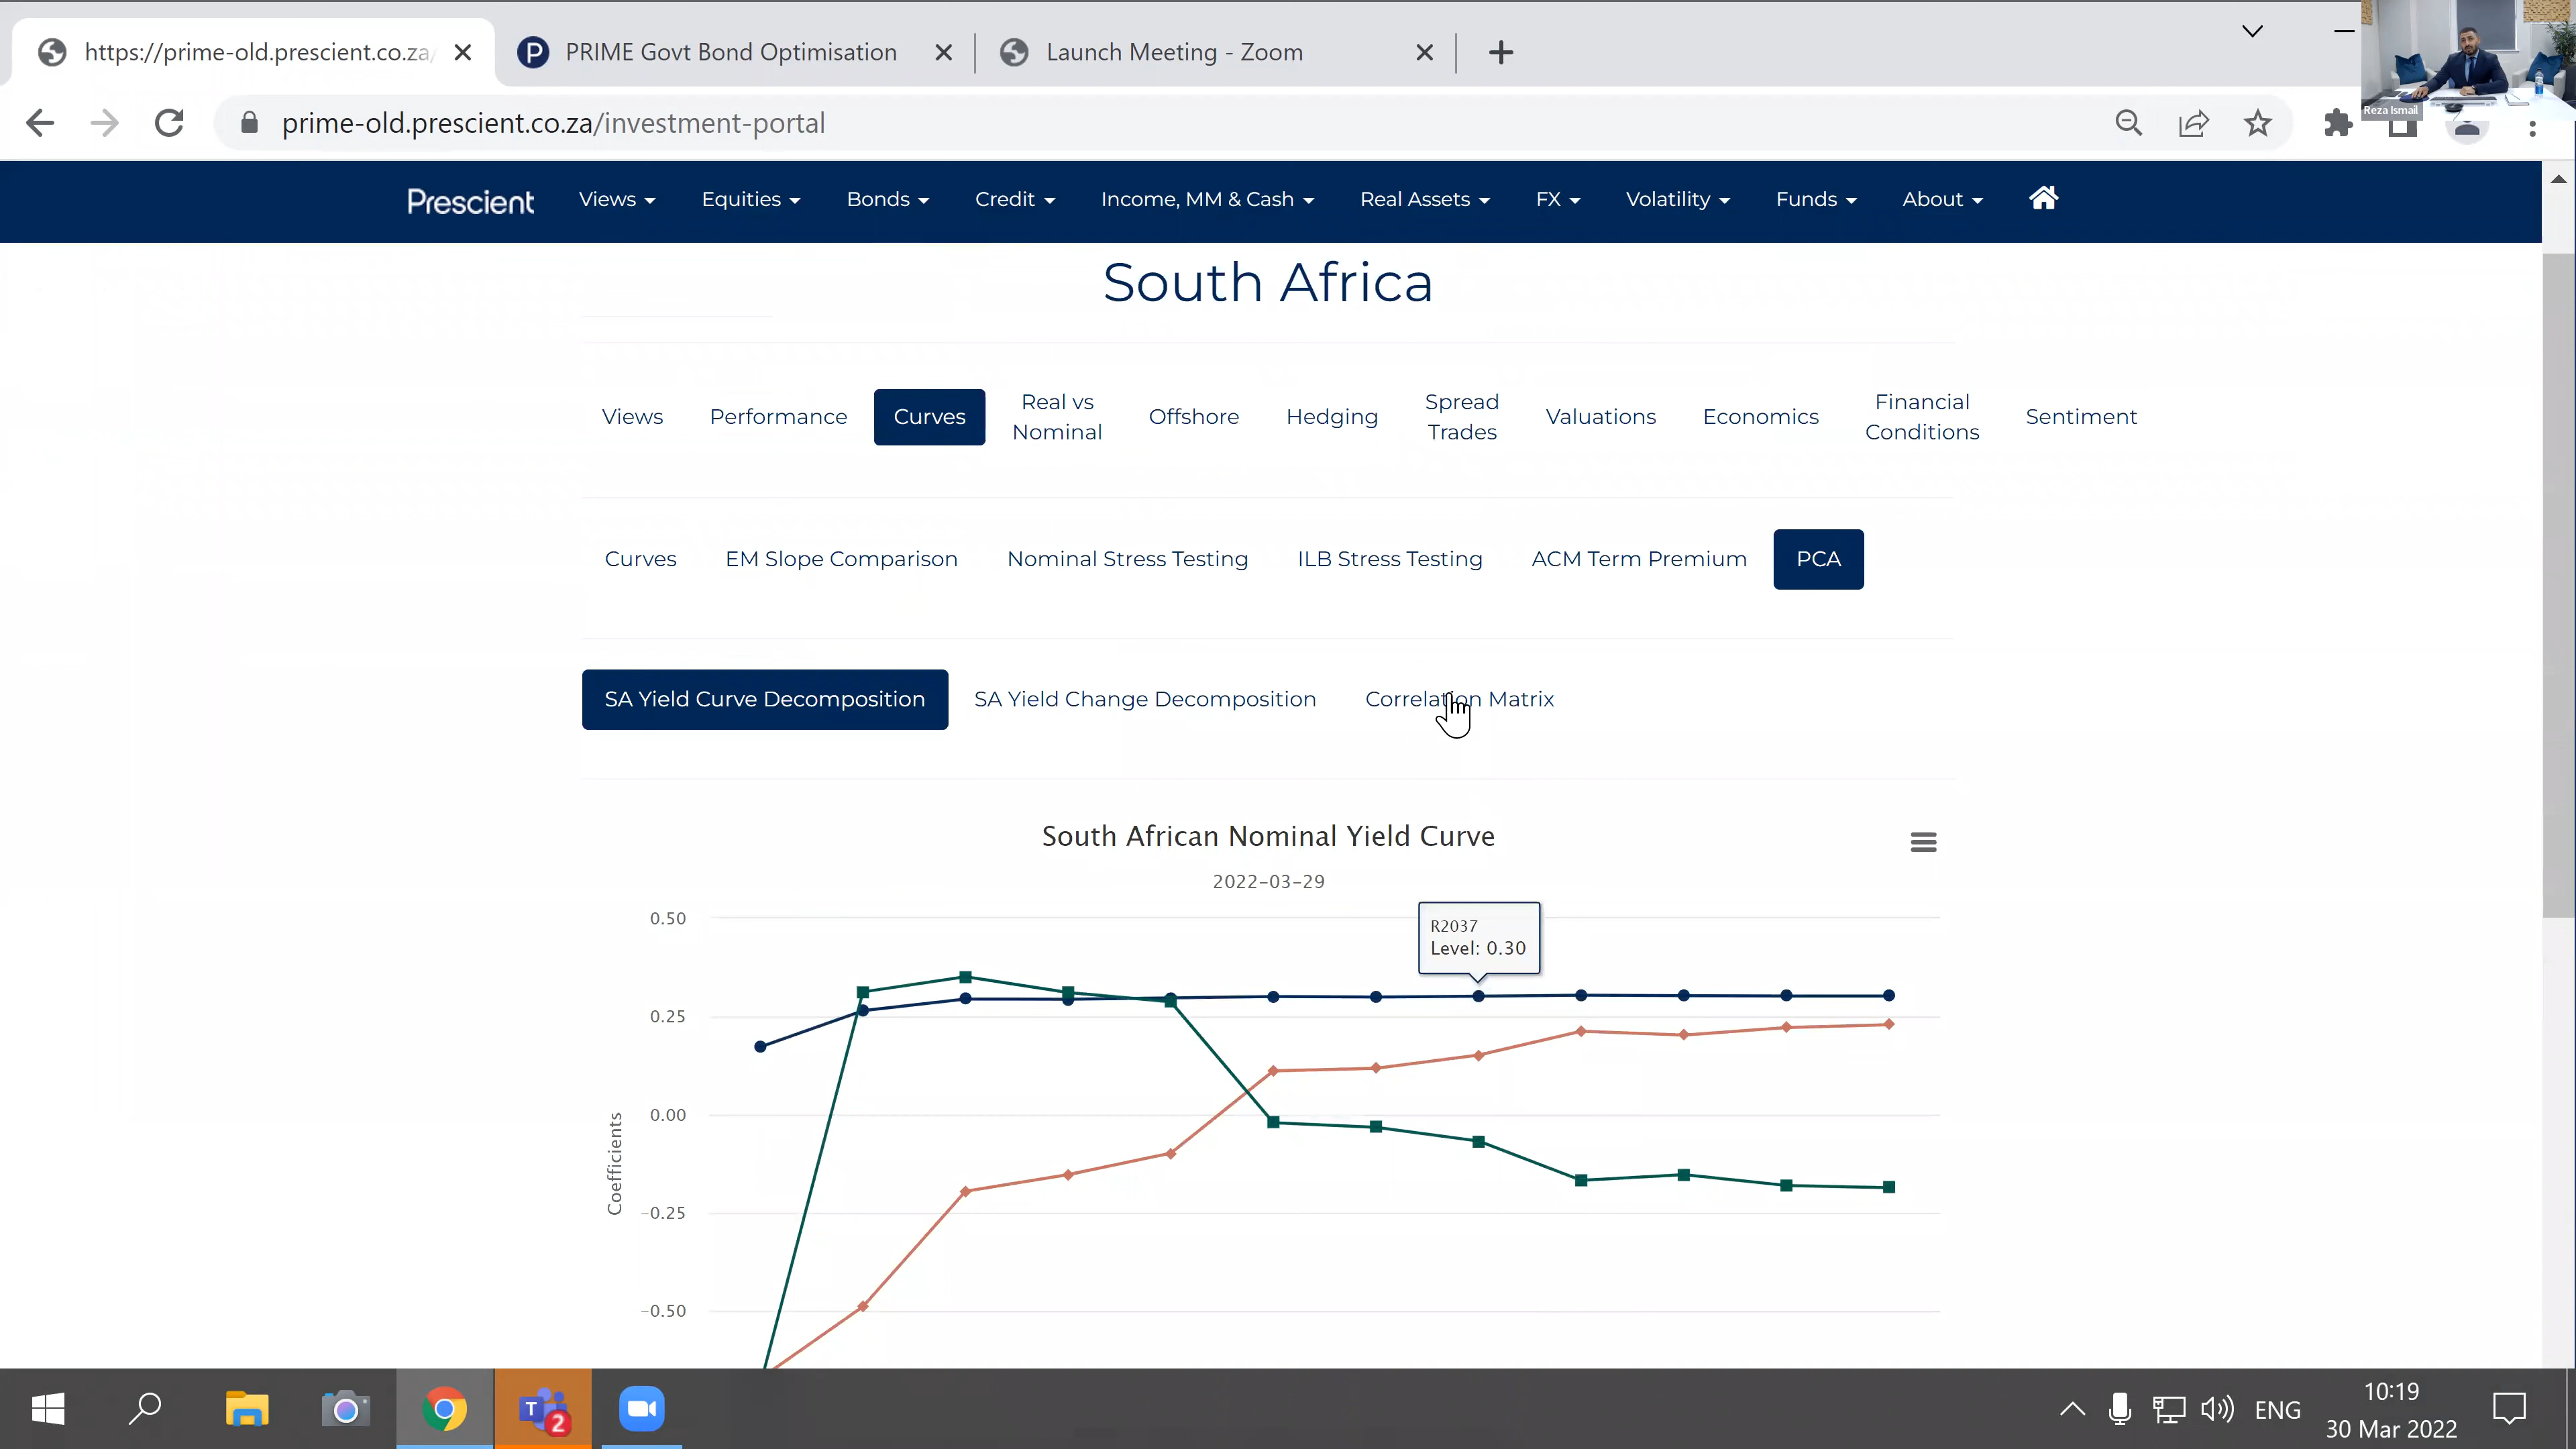 https://prime-old.prescient.co.za/
PRIME Govt Bond Optimisation
Launch Meeting - Zoom
Reza Ismail
prime-old.prescient.co.za/investment-portal
Prescient
Views
Equities
Bonds
Credit
Income, MM & Cash
Real Assets
FX
Volatility
Funds
About
South Africa
Views
Performance
Curves
Real vs
Nominal
Offshore
Hedging
Spread
Trades
Valuations
Economics
Financial
Conditions
Sentiment
Curves
EM Slope Comparison
Nominal Stress Testing
ILB Stress Testing
ACM Term Premium
PCA
SA Yield Curve Decomposition
SA Yield Change Decomposition
Correlation Matrix
South African Nominal Yield Curve
2022-03-29
R2037
Level: 0.30
Coefficients
0.50
0.25
0.00
-0.25
-0.50
T
2
ENG
10:19
30 Mar 2022